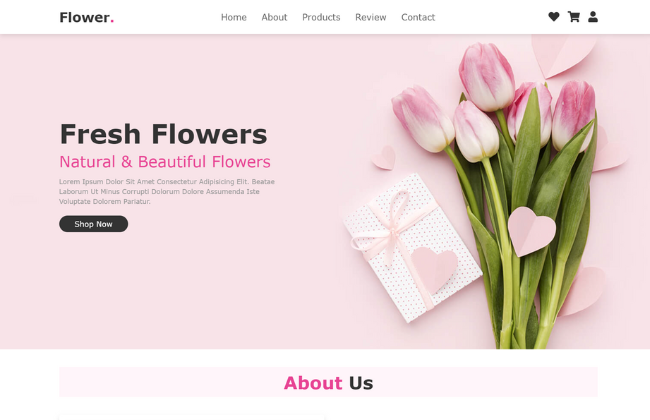 Flower.
Home About Products Review Contact
Fresh Flowers
Natural & Beautiful Flowers
Lorem Ipsum Dolor Sit Amet Consectetur Adipisicing Elit. Beatae
Laborum Ut Minus Corrupti Dolorum Dolore Assumenda Iste
Voluptate Dolorem Pariatur.
Shop Now
About Us